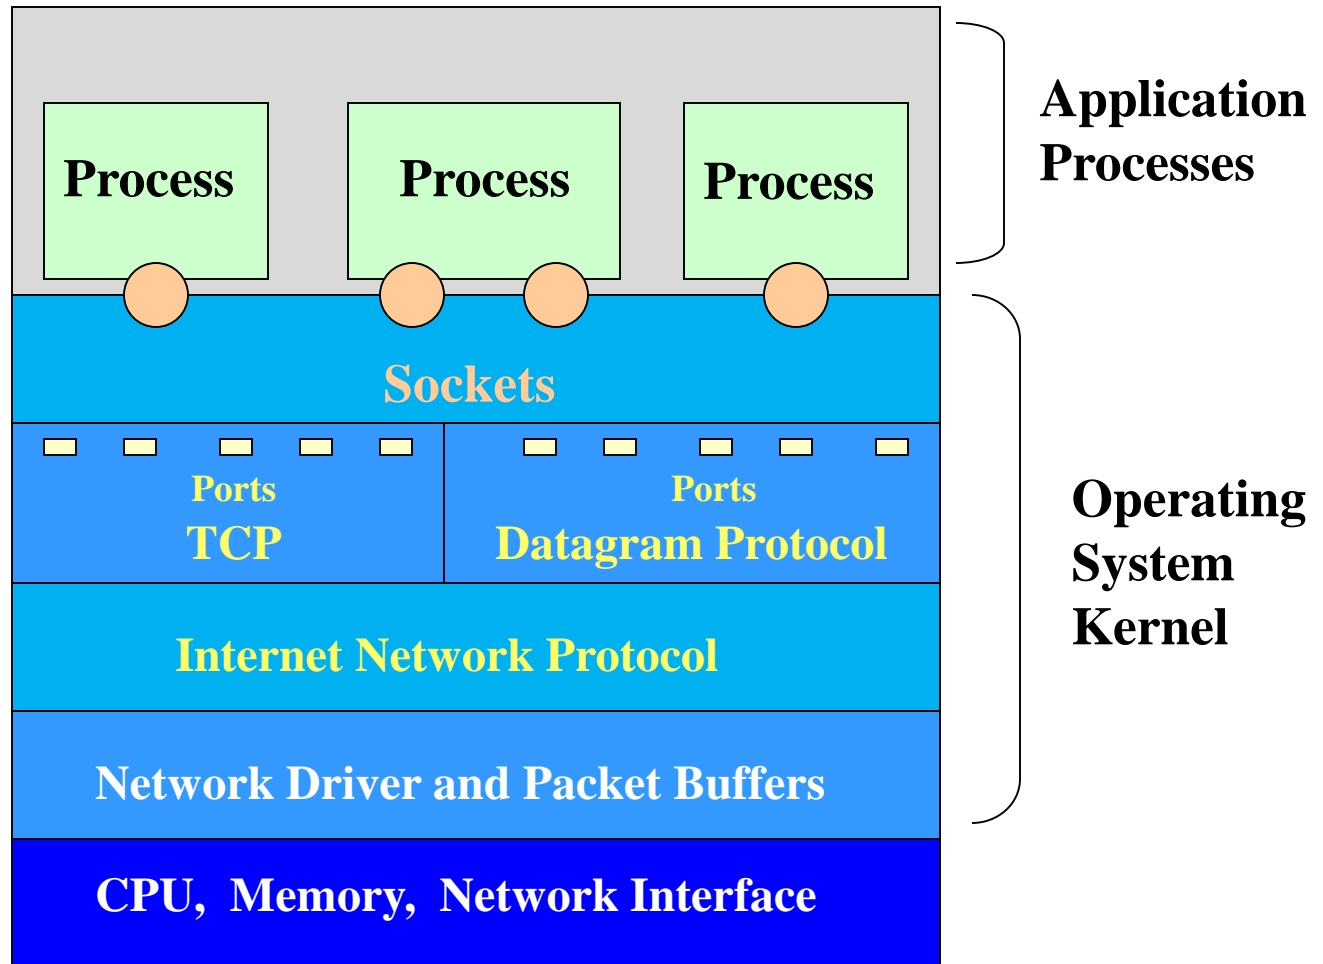 Application
Processes
Process
Process
Process
Sockets
Ports
TCP
Ports
Datagram Protocol
Operating
System
Kernel
Internet Network Protocol
Network Driver and Packet Buffers
CPU, Memory, Network Interface